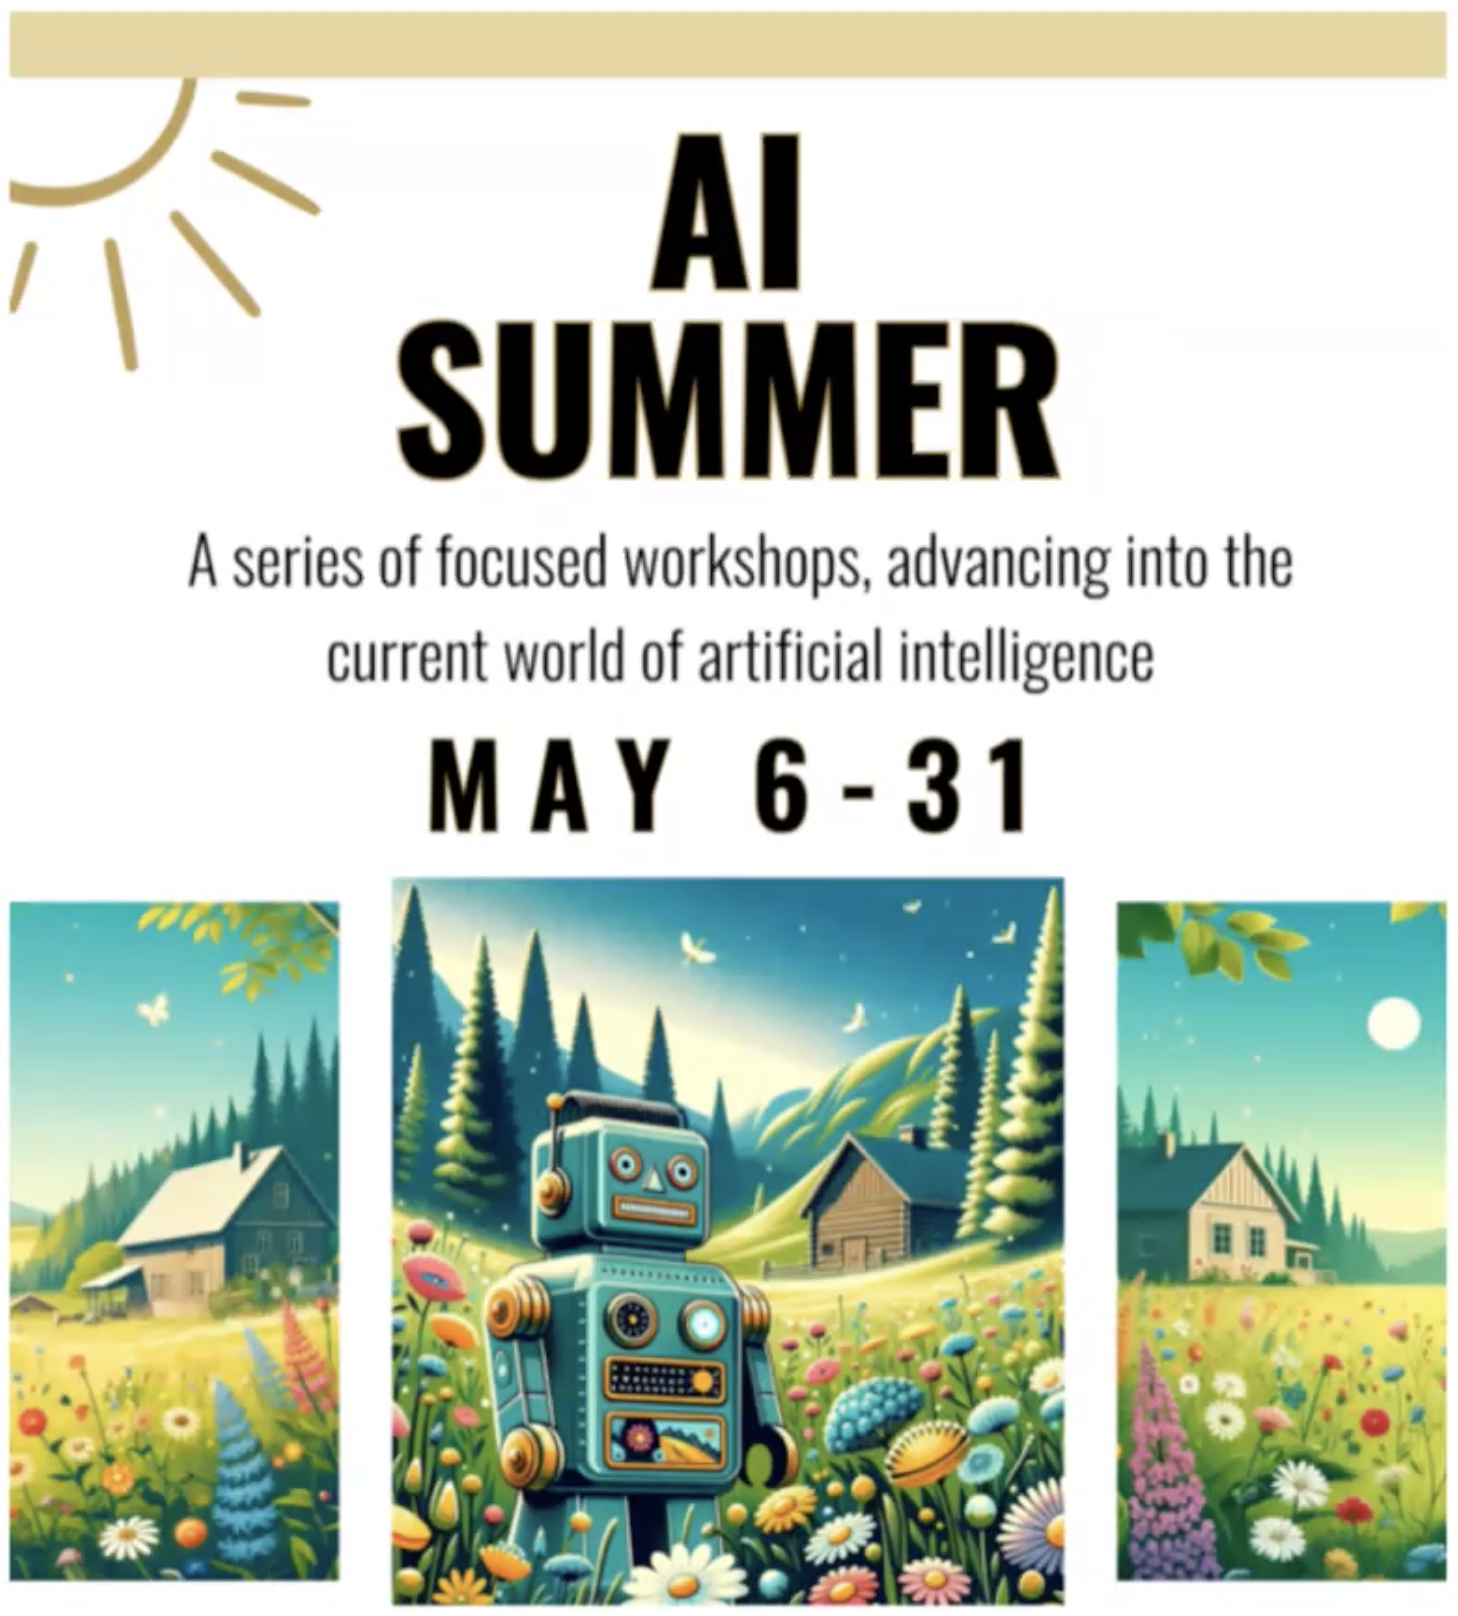 AI
SUMMER
A series of focused workshops, advancing into the
current world of artificial intelligence
MAY 6-31